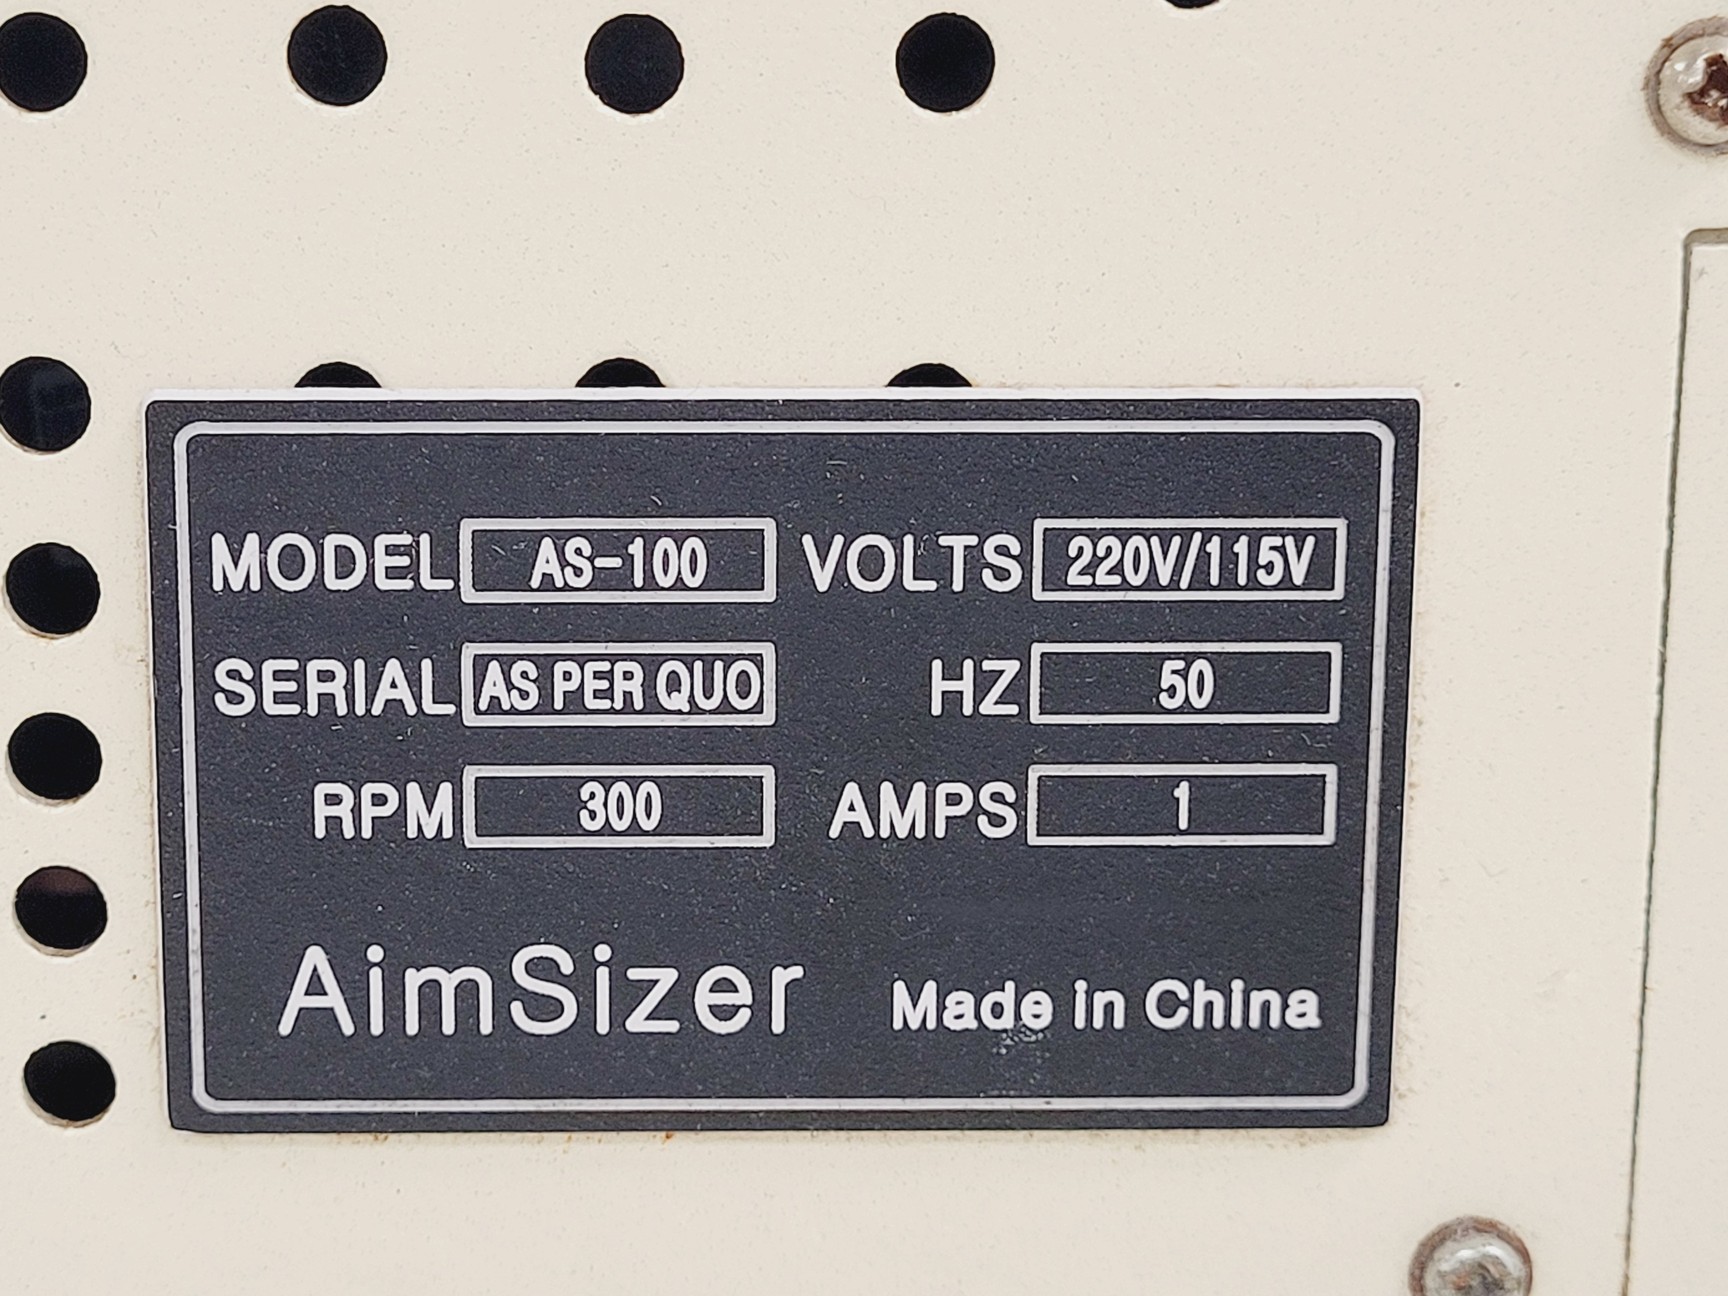 MODEL AS-100 VOLTS 220V/115V
SERIAL AS PER QUO HZ 50
RPM 300 AMPS 1
AimSizer Made in China